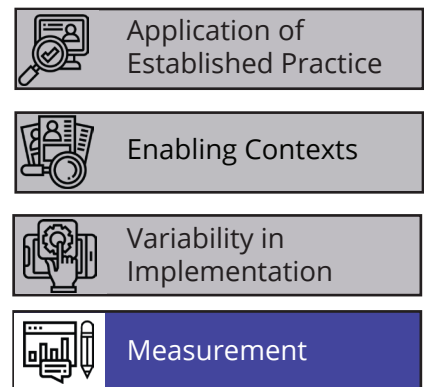 Application of
Established Practice
Enabling Contexts
Variability in
Implementation
Measurement